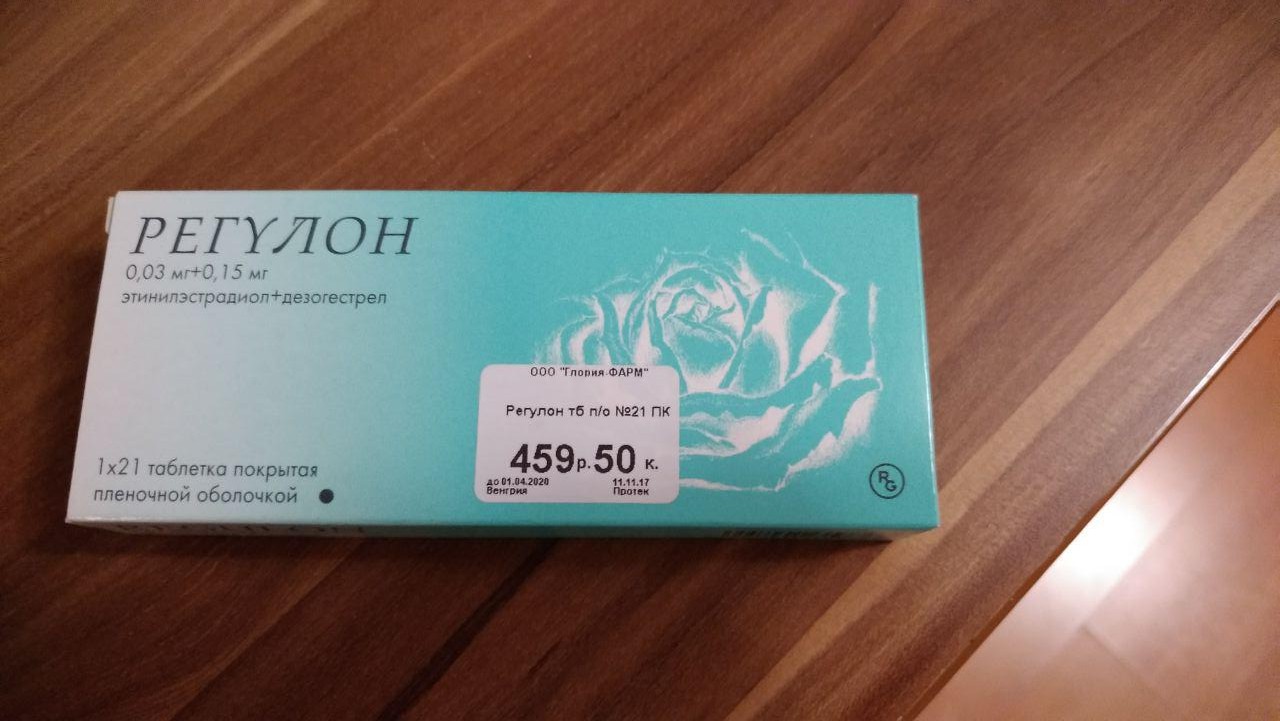 РЕГУЛОН
0,03 мг+0,15 мг
этинилэстрадиол+дезогестрел
ООО "Глория-ФАРМ"
Регулон тб п/о №21 ПК
459р.50 к.
до 01.04.2020 11.11.17
Венгрия Протек
1х21 таблетка покрытая
пленочной оболочкой
RG